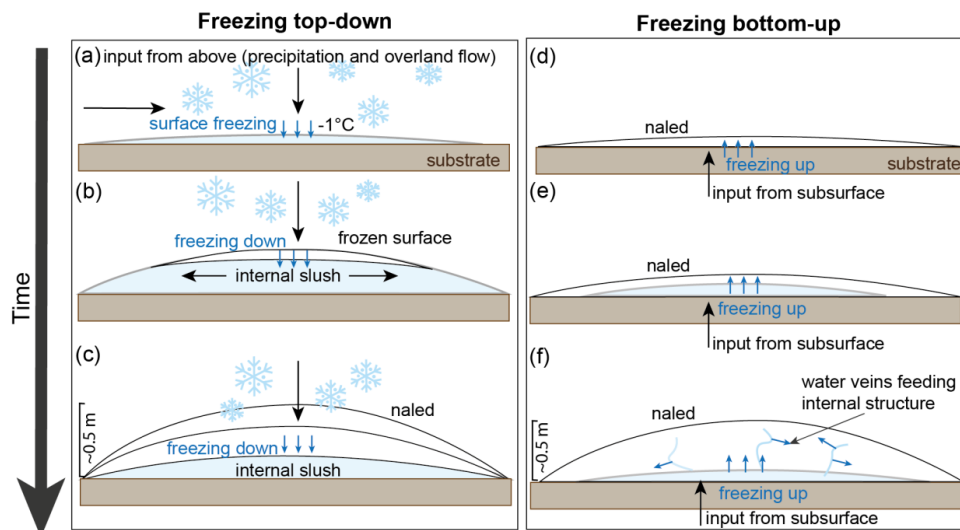 Freezing top-down
Freezing bottom-up
Time
(a) input from above (precipitation and overland flow)
surface freezing
-1°C
substrate
(b)
freezing down
frozen surface
internal slush
(c)
naled
~0.5 m
freezing down
internal slush
(d)
naled
freezing up
substrate
input from subsurface
(e)
naled
freezing up
input from subsurface
(f)
water veins feeding
internal structure
naled
~0.5 m
freezing up
input from subsurface